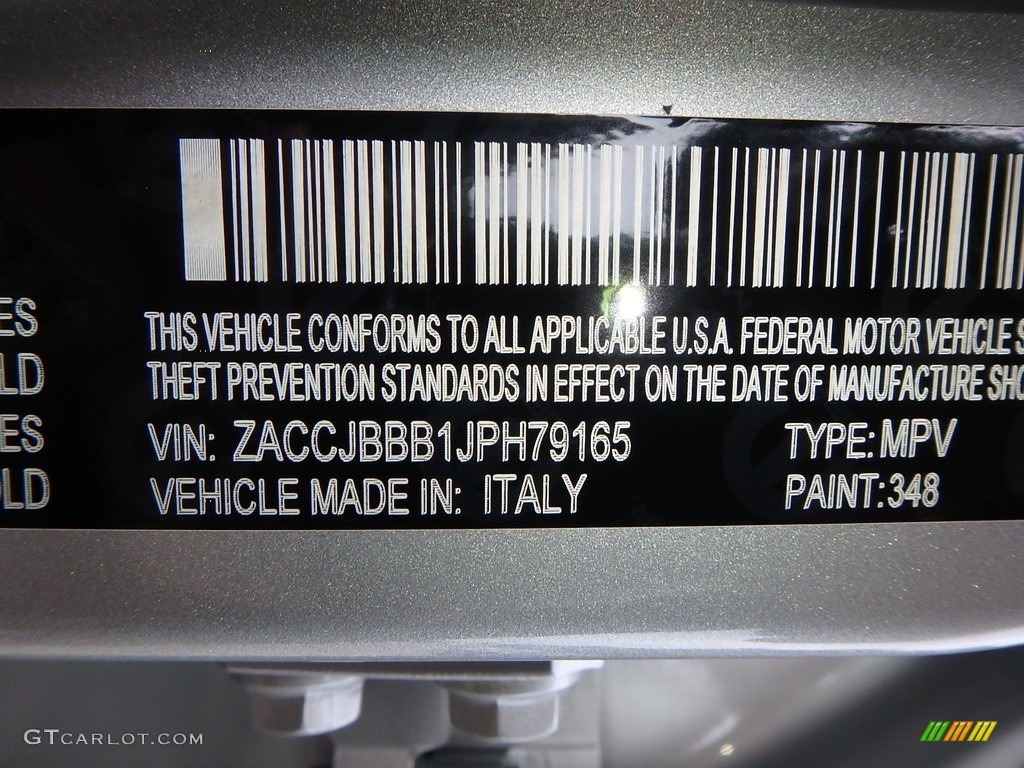 ES
LD
ES
OLD
THIS VEHICLE CONFORMS TO ALL APPLICABLE U.S.A. FEDERAL MOTOR VEHICLE S
THEFT PREVENTION STANDARDS IN EFFECT ON THE DATE OF MANUFACTURE SHO
VIN: ZACCJBBB1JPH79165 TYPE: MPV
VEHICLE MADE IN: ITALY PAINT: 348
GTCARLOT.COM